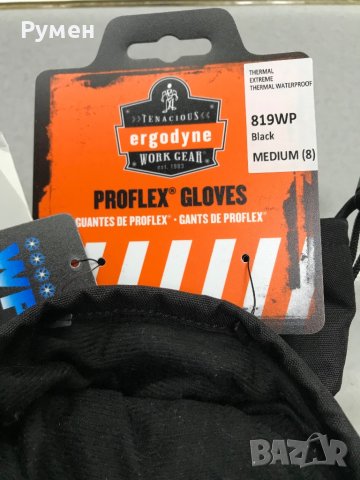 Румен
THERMAL
EXTREME
THERMAL WATERPROOF
819WP
Black
MEDIUM (8)
TENACIOUS
ergodyne
WORK GEAR
est. 1983
PROFLEX® GLOVES
GUANTES DE PROFLEX® • GANTS DE PROFLEX®
WP
BAZAR